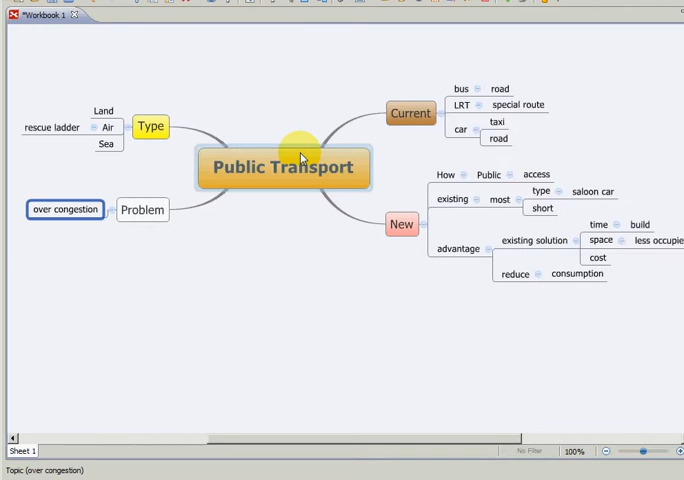 *Workbook 1
bus road
Current LRT special route
car taxi
road
Land
Type
rescue ladder Air
Sea
Public Transport
How Public access
existing most type saloon car
short
over congestion Problem
New
time build
advantage existing solution space less occupie
cost
reduce consumption
Sheet 1
No Filter 100%
Topic (over congestion)